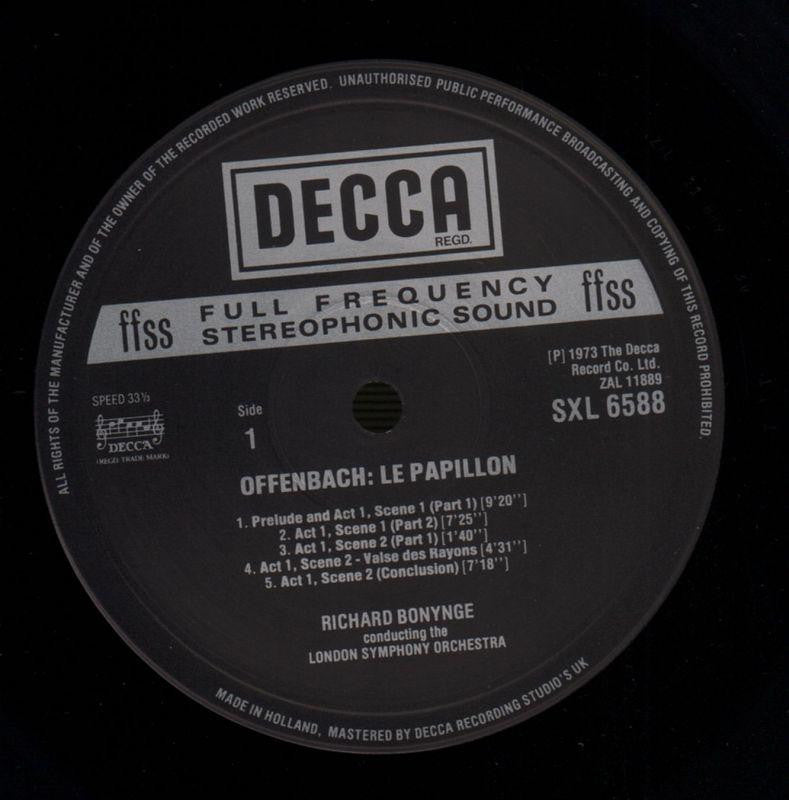 ALL RIGHTS OF THE MANUFACTURER AND OF THE OWNER OF THE RECORDED WORK RESERVED. UNAUTHORISED PUBLIC PERFORMANCE BROADCASTING AND COPYING OF THIS RECORD PROHIBITED.
DECCA
REGD.
ffss FULL FREQUENCY ffss
STEREOPHONIC SOUND
[P] 1973 The Decca
Record Co. Ltd.
ZAL 11889
SXL 6588
SPEED 33⅓
DECCA
(REGD. TRADE MARK)
Side
1
OFFENBACH: LE PAPILLON
1. Prelude and Act 1, Scene 1 (Part 1) [9'20'']
2. Act 1, Scene 1 (Part 2) [7'25'']
3. Act 1, Scene 2 (Part 1) [1'40'']
4. Act 1, Scene 2 - Valse des Rayons [4'31'']
5. Act 1, Scene 2 (Conclusion) [7'18'']
RICHARD BONYNGE
conducting the
LONDON SYMPHONY ORCHESTRA
MADE IN HOLLAND, MASTERED BY DECCA RECORDING STUDIO'S UK